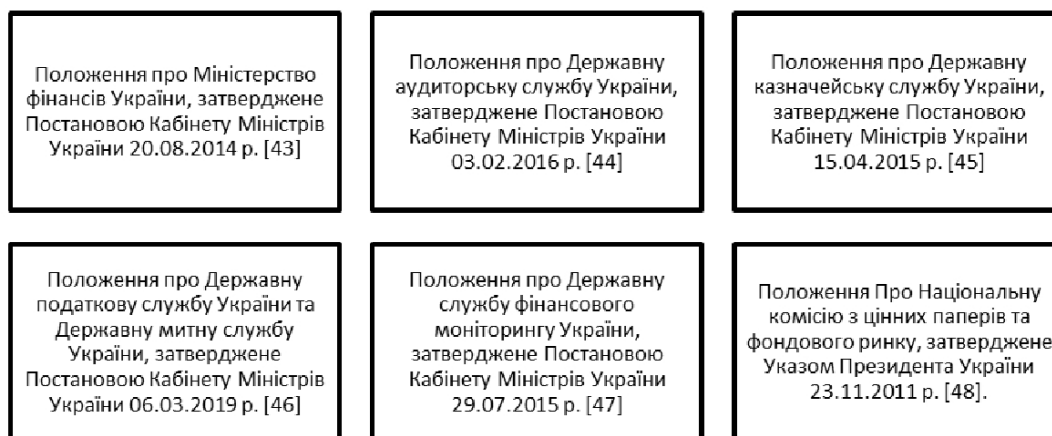 Положення про Міністерство
фінансів України, затверджене
Постановою Кабінету Міністрів
України 20.08.2014 р. [43]
Положення про Державну
аудиторську службу України,
затверджене Постановою
Кабінету Міністрів України
03.02.2016 р. [44]
Положення про Державну
казначейську службу України,
затверджене Постановою
Кабінету Міністрів України
15.04.2015 р. [45]
Положення про Державну
податкову службу України та
Державну митну службу
України, затверджене
Постановою Кабінету Міністрів
України 06.03.2019 р. [46]
Положення про Державну
службу фінансового
моніторингу України,
затверджене Постановою
Кабінету Міністрів України
29.07.2015 р. [47]
Положення Про Національну
комісію з цінних паперів та
фондового ринку, затверджене
Указом Президента України
23.11.2011 р. [48].